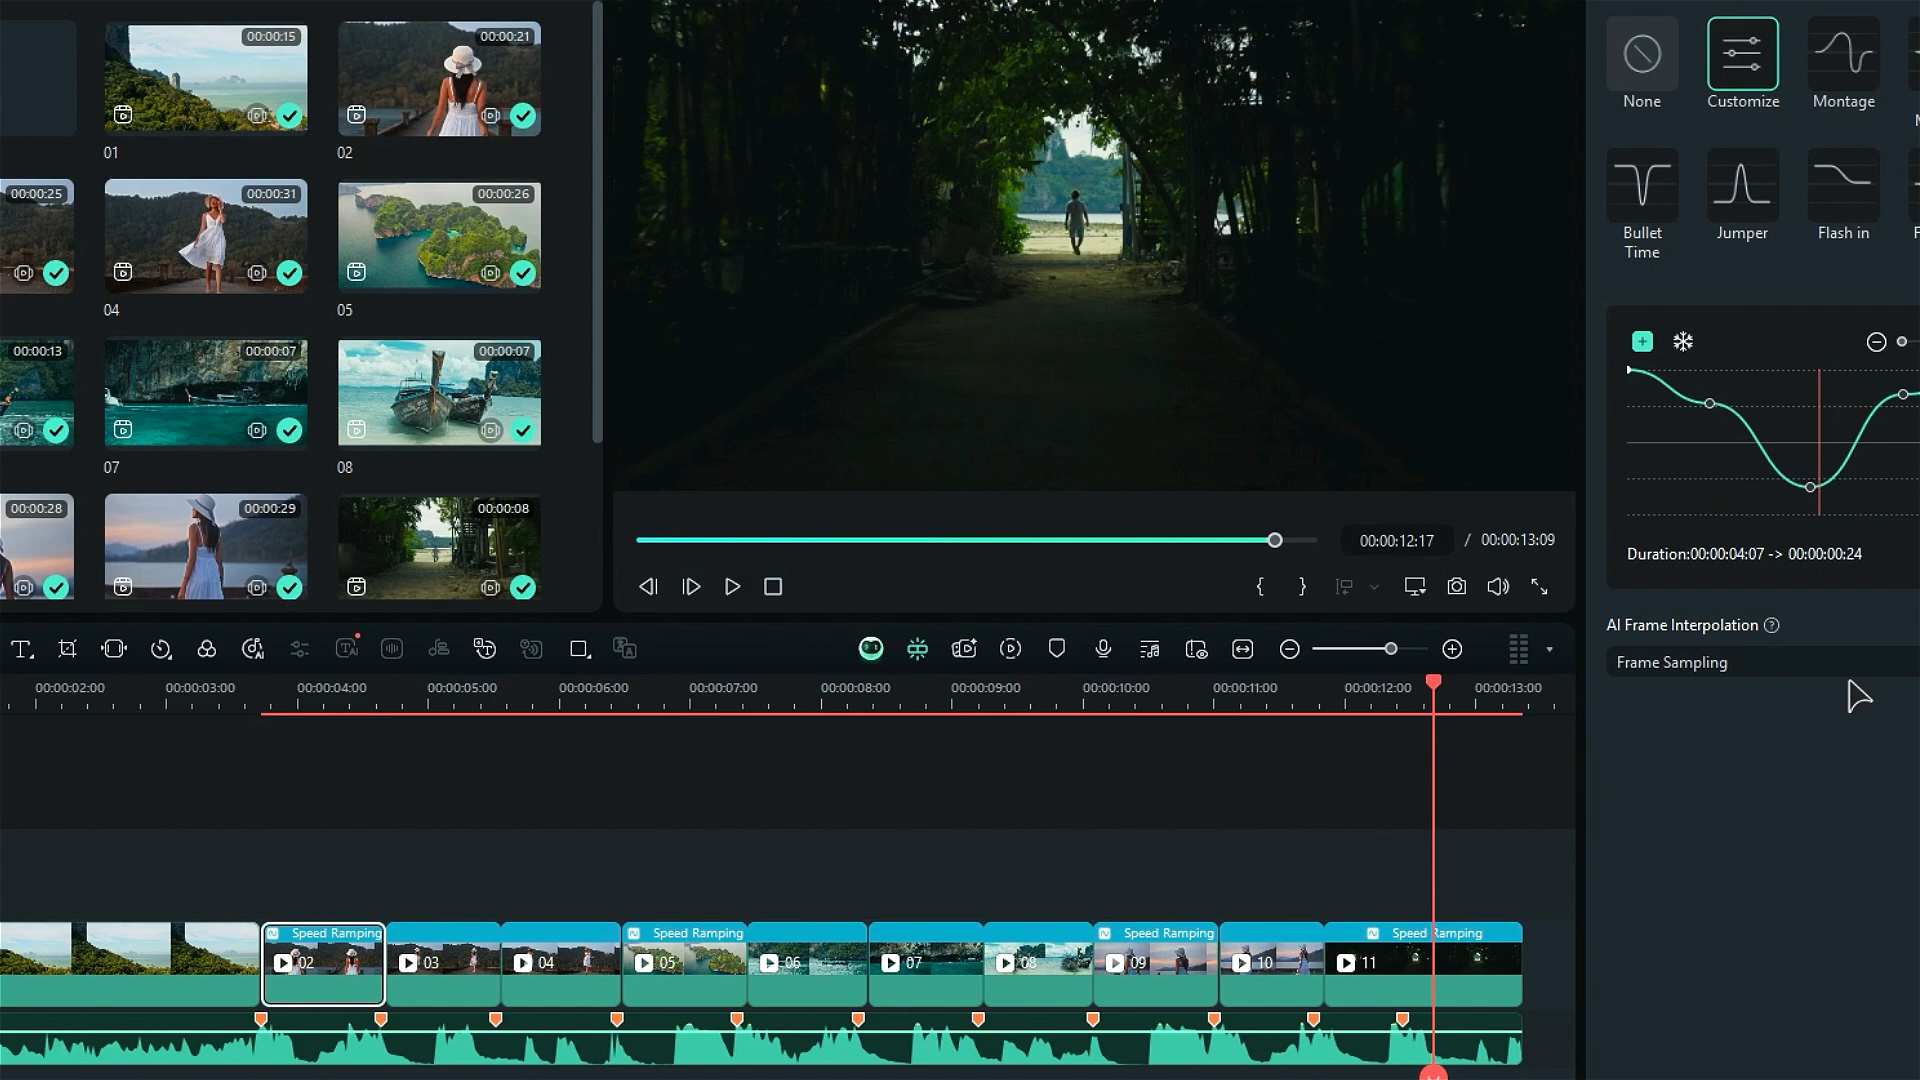 00:00:15
00:00:21
01
02
00:00:25
00:00:31
00:00:26
04
05
00:00:13
00:00:07
00:00:07
07
08
00:00:28
00:00:29
00:00:08
00:00:12:17 / 00:00:13:09
None
Customize
Montage
Bullet
Time
Jumper
Flash in
Duration:00:00:04:07 -> 00:00:00:24
AI Frame Interpolation
Frame Sampling
00:00:02:00
00:00:03:00
00:00:04:00
00:00:05:00
00:00:06:00
00:00:07:00
00:00:08:00
00:00:09:00
00:00:10:00
00:00:11:00
00:00:12:00
00:00:13:00
Speed Ramping
Speed Ramping
Speed Ramping
Speed Ramping
02
03
04
05
06
07
08
09
10
11